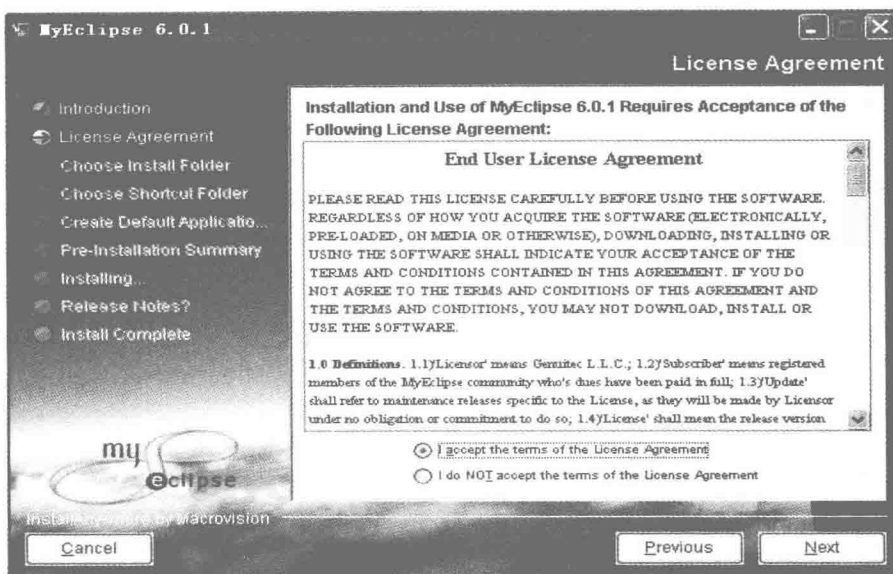 MyEclipse 6.0.1
License Agreement
Introduction
License Agreement
Choose Install Folder
Choose Shortcut Folder
Create Default Applicatio...
Pre-Installation Summary
Installing...
Release Notes?
Install Complete
my
eclipse
Installation and Use of MyEclipse 6.0.1 Requires Acceptance of the
Following License Agreement:
End User License Agreement
PLEASE READ THIS LICENSE CAREFULLY BEFORE USING THE SOFTWARE.
REGARDLESS OF HOW YOU ACQUIRE THE SOFTWARE (ELECTRONICALLY,
PRE-LOADED, ON MEDIA OR OTHERWISE), DOWNLOADING, INSTALLING OR
USING THE SOFTWARE SHALL INDICATE YOUR ACCEPTANCE OF THE
TERMS AND CONDITIONS CONTAINED IN THIS AGREEMENT. IF YOU DO
NOT AGREE TO THE TERMS AND CONDITIONS OF THIS AGREEMENT AND
THE TERMS AND CONDITIONS, YOU MAY NOT DOWNLOAD, INSTALL OR
USE THE SOFTWARE.
1.0 Definitions. 1.1)'Licensor' means Genuitec L.L.C.; 1.2)'Subscriber' means registered
members of the MyEclipse community who's dues have been paid in full; 1.3)'Update'
shall refer to maintenance releases specific to the License, as they will be made by Licensor
under no obligation or commitment to do so; 1.4)'License' shall mean the release version
I accept the terms of the License Agreement
I do NOT accept the terms of the License Agreement
by Macrovision
Cancel
Previous
Next